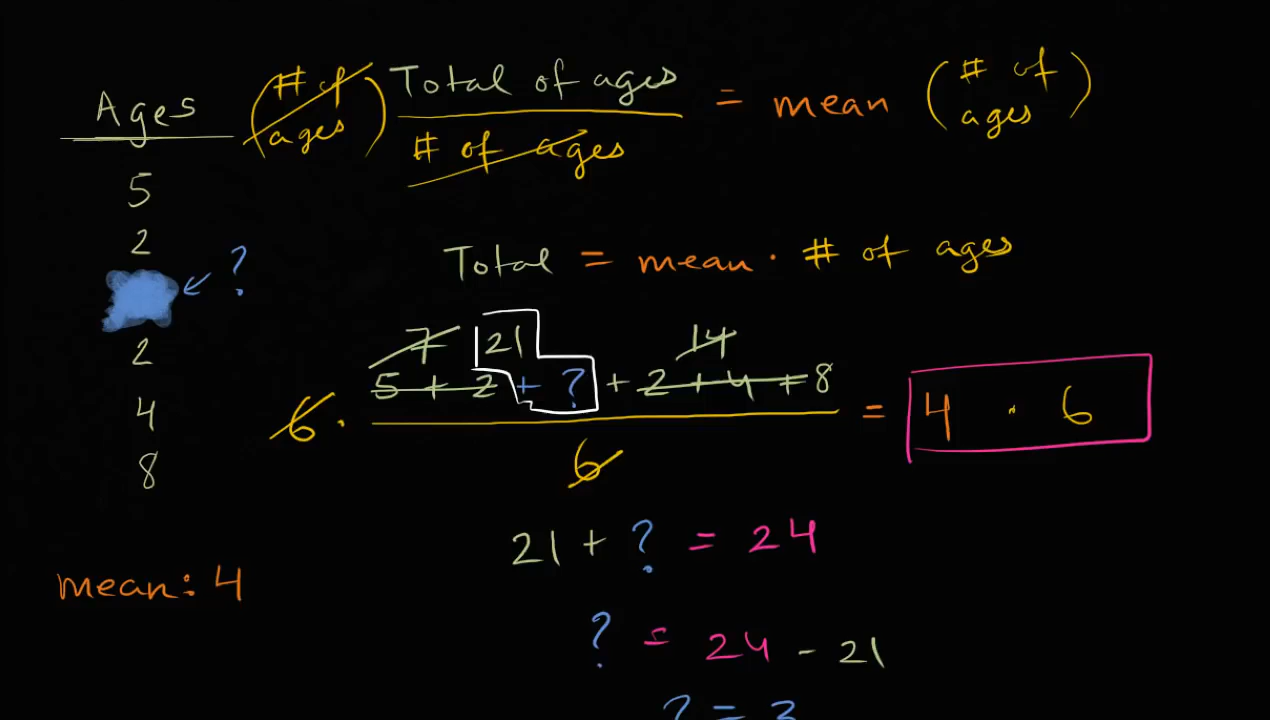 Ages
(# of ages) Total of ages / # of ages = mean (# of ages)
5
2
?
2
4
8
Total = mean · # of ages
7 21 14
5 + 2 + ? + 2 + 4 + 8
6 · = 4 · 6
6
21 + ? = 24
mean: 4
? = 24 - 21
? = 3